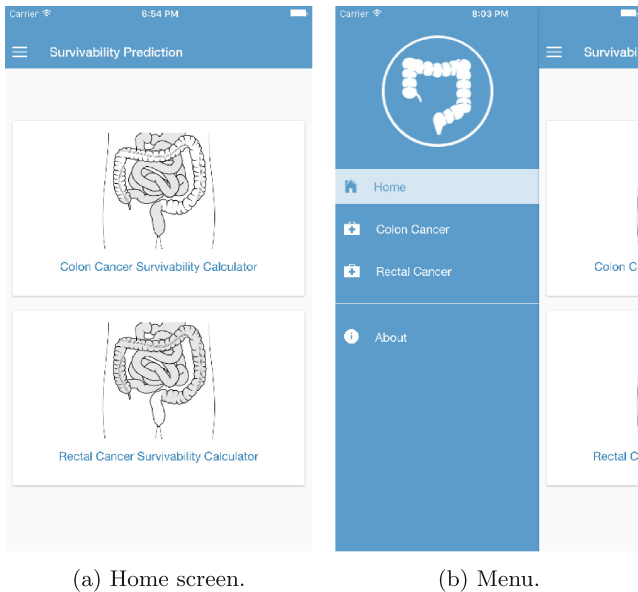 Carrier 6:54 PM
Survivability Prediction
Colon Cancer Survivability Calculator
Rectal Cancer Survivability Calculator
(a) Home screen.
Carrier 8:03 PM
Survivabi
Home
Colon Cancer
Rectal Cancer
About
Colon C
Rectal C
(b) Menu.